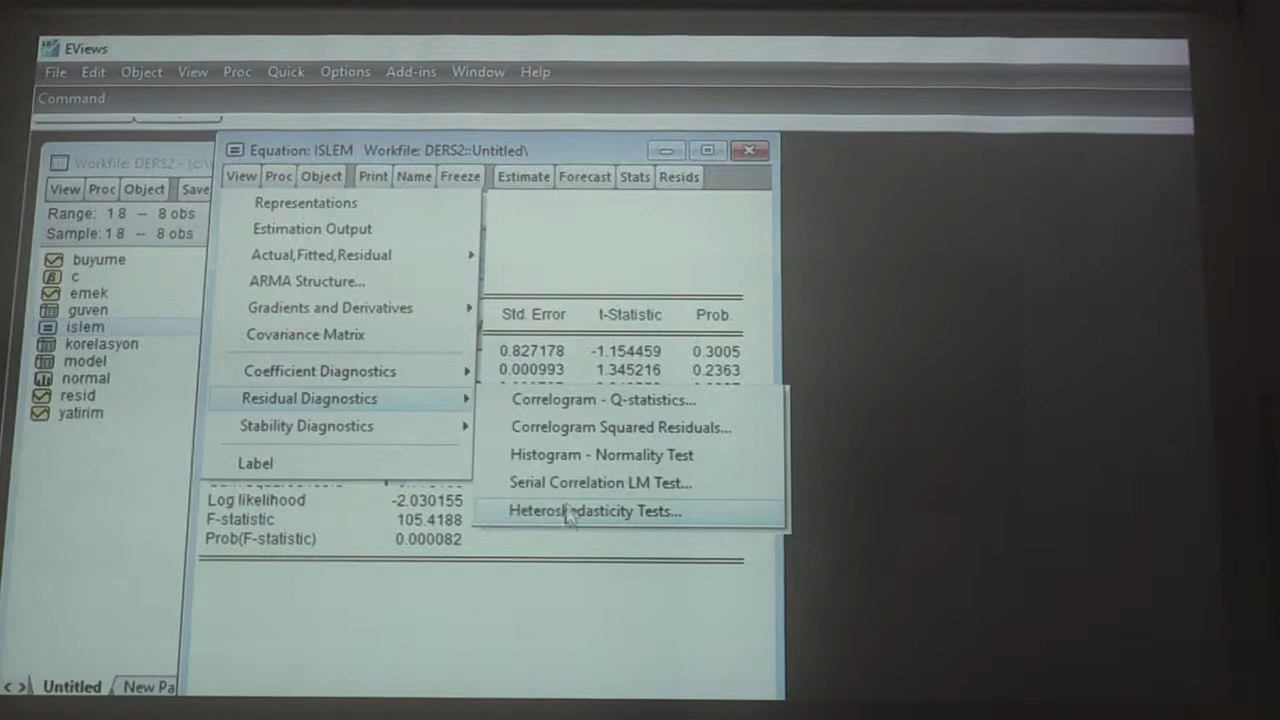 EViews
File Edit Object View Proc Quick Options Add-ins Window Help
Command
Workfile: DERS2 - (c:\
View Proc Object Save
Range: 1 8 – 8 obs
Sample: 1 8 – 8 obs
buyume
c
emek
guven
islem
korelasyon
model
normal
resid
yatirim
Untitled New Pa
Equation: ISLEM Workfile: DERS2::Untitled\
View Proc Object Print Name Freeze Estimate Forecast Stats Resids
Representations
Estimation Output
Actual,Fitted,Residual
ARMA Structure...
Gradients and Derivatives
Covariance Matrix
Coefficient Diagnostics
Residual Diagnostics
Stability Diagnostics
Label
Std. Error t-Statistic Prob.
0.827178 -1.154459 0.3005
0.000993 1.345216 0.2363
Correlogram - Q-statistics...
Correlogram Squared Residuals...
Histogram - Normality Test
Serial Correlation LM Test...
Heteroskedasticity Tests...
Log likelihood -2.030155
F-statistic 105.4188
Prob(F-statistic) 0.000082